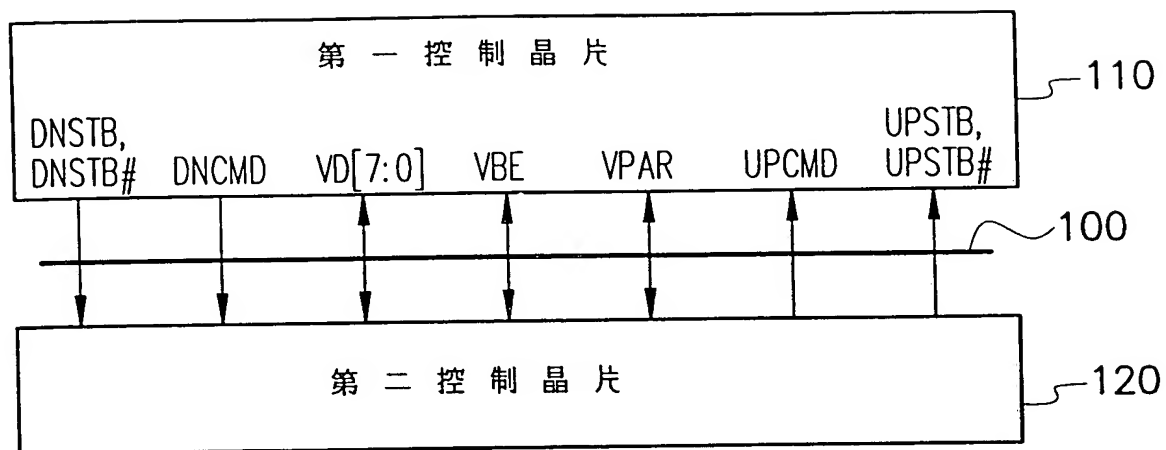 第一控制晶片
110
DNSTB,
DNSTB# DNCMD VD[7:0] VBE VPAR UPCMD UPSTB,
UPSTB#
100
第二控制晶片
120